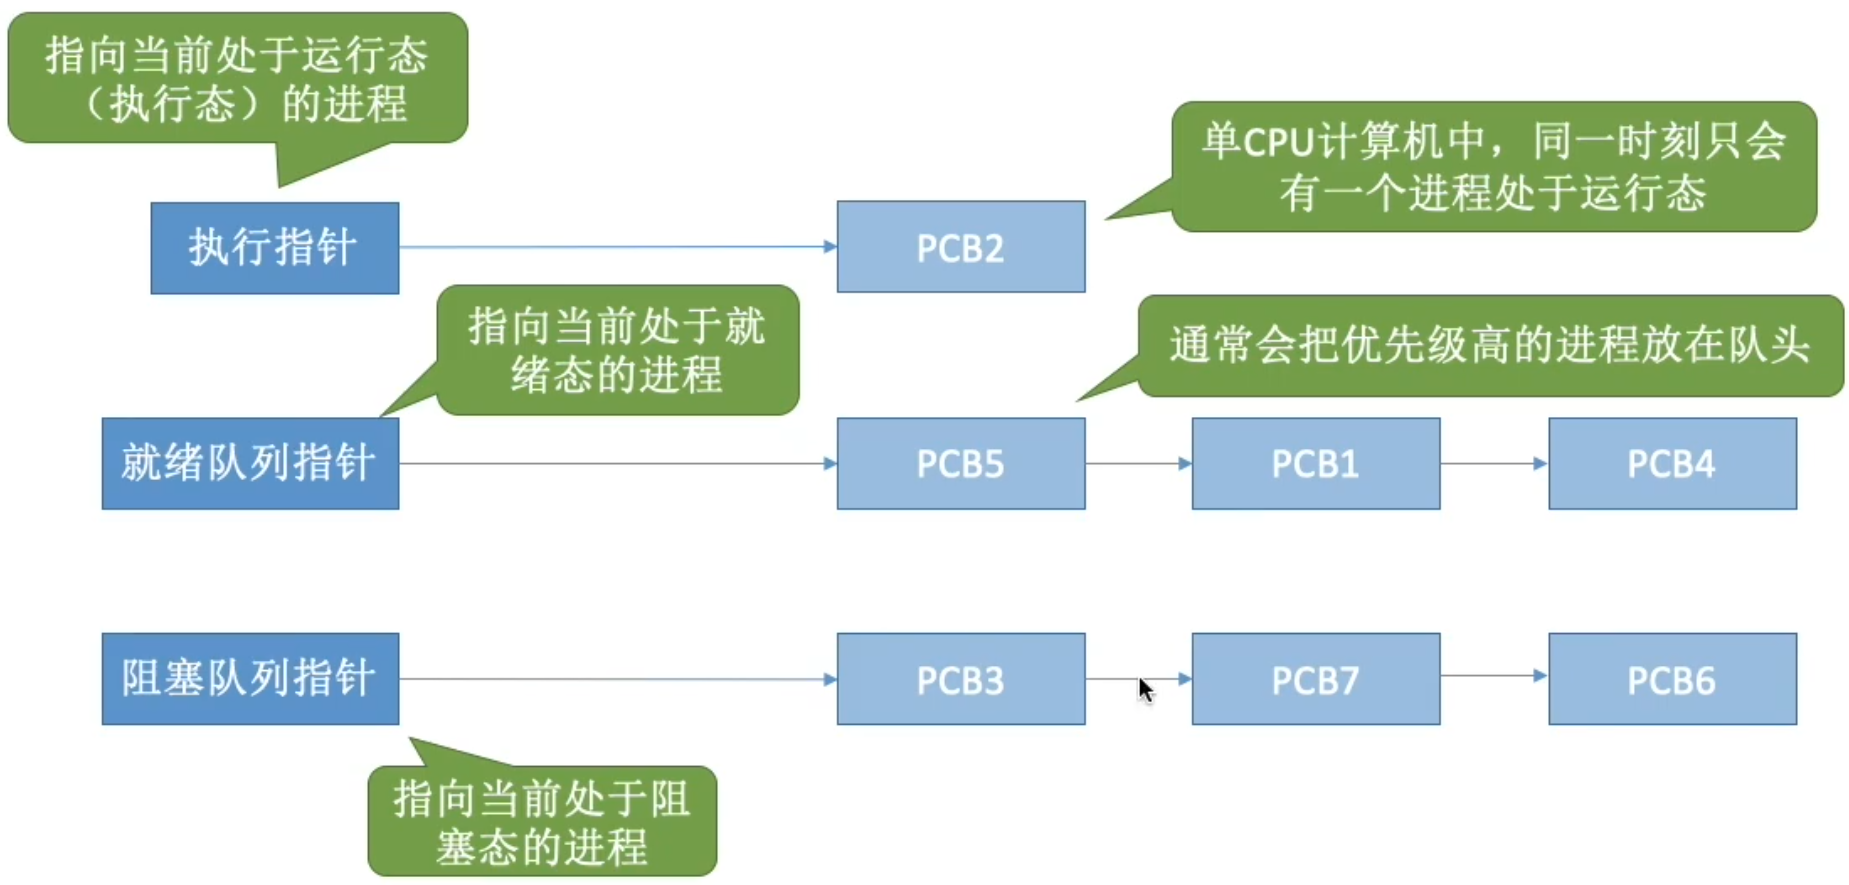 指向当前处于运行态
（执行态）的进程
单CPU计算机中，同一时刻只会
有一个进程处于运行态
执行指针
PCB2
指向当前处于就
绪态的进程
通常会把优先级高的进程放在队头
就绪队列指针
PCB5
PCB1
PCB4
阻塞队列指针
PCB3
PCB7
PCB6
指向当前处于阻
塞态的进程